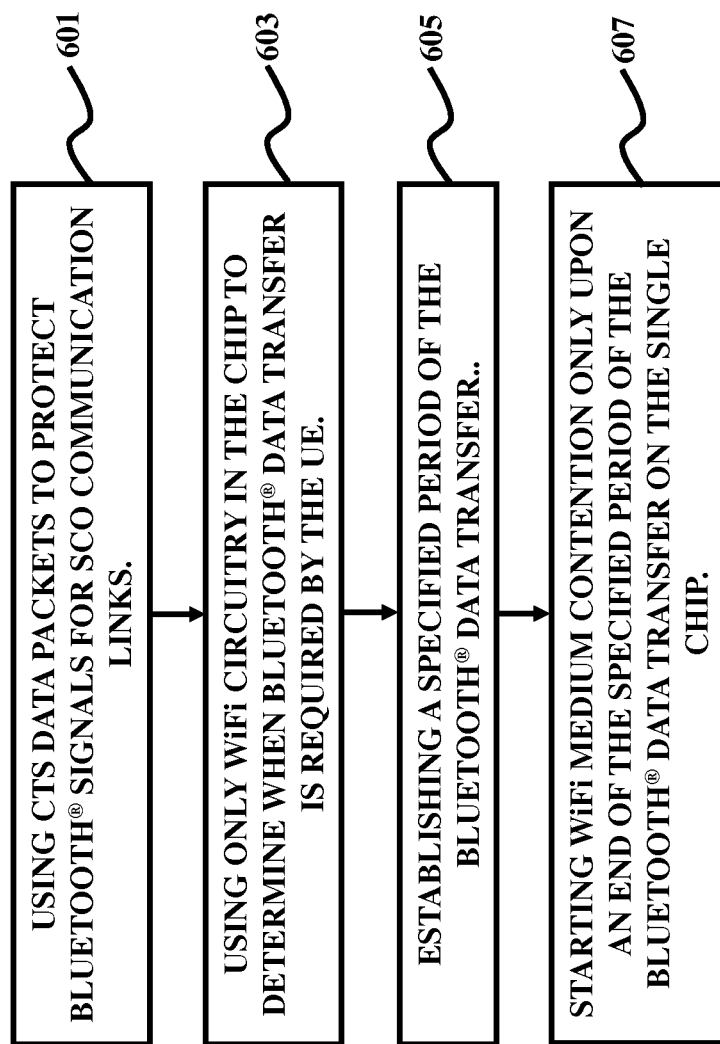 601
USING CTS DATA PACKETS TO PROTECT
BLUETOOTH® SIGNALS FOR SCO COMMUNICATION
LINKS.
603
USING ONLY WiFi CIRCUITRY IN THE CHIP TO
DETERMINE WHEN BLUETOOTH® DATA TRANSFER
IS REQUIRED BY THE UE.
605
ESTABLISHING A SPECIFIED PERIOD OF THE
BLUETOOTH® DATA TRANSFER..
607
STARTING WiFi MEDIUM CONTENTION ONLY UPON
AN END OF THE SPECIFIED PERIOD OF THE
BLUETOOTH® DATA TRANSFER ON THE SINGLE
CHIP.